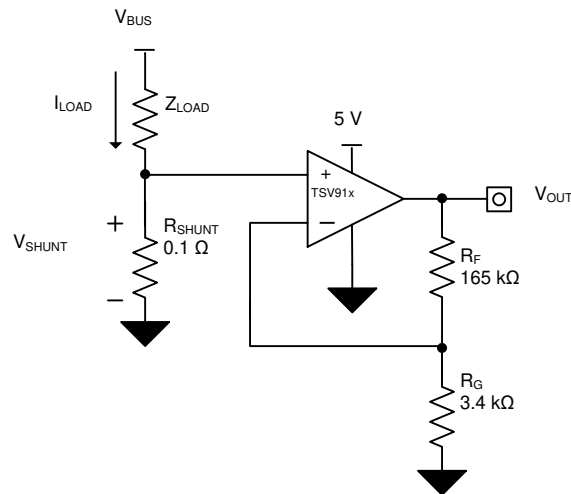 VBUS
ILOAD
ZLOAD
5 V
+
TSV91x
−
VOUT
+
VSHUNT
−
RSHUNT
0.1 Ω
RF
165 kΩ
RG
3.4 kΩ